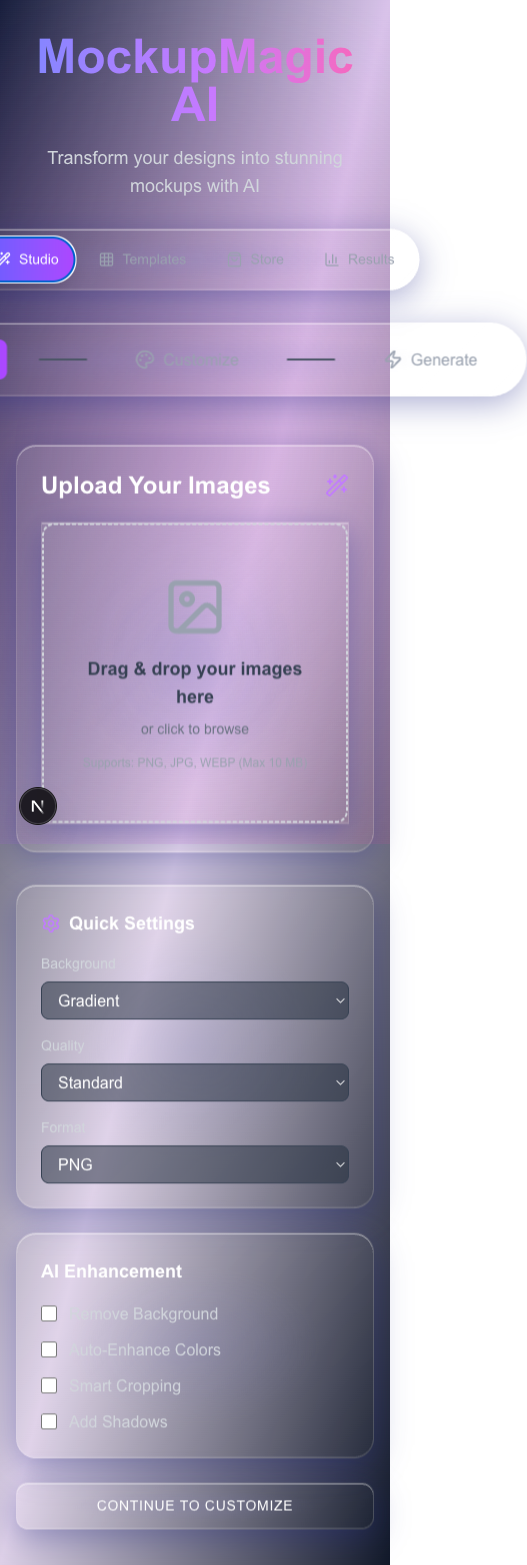 MockupMagic
AI
Transform your designs into stunning
mockups with AI
Studio Templates Store Results
Customize Generate
Upload Your Images
Drag & drop your images
here
or click to browse
Supports: PNG, JPG, WEBP (Max 10 MB)
N
Quick Settings
Background
Gradient
Quality
Standard
Format
PNG
AI Enhancement
Remove Background
Auto-Enhance Colors
Smart Cropping
Add Shadows
CONTINUE TO CUSTOMIZE